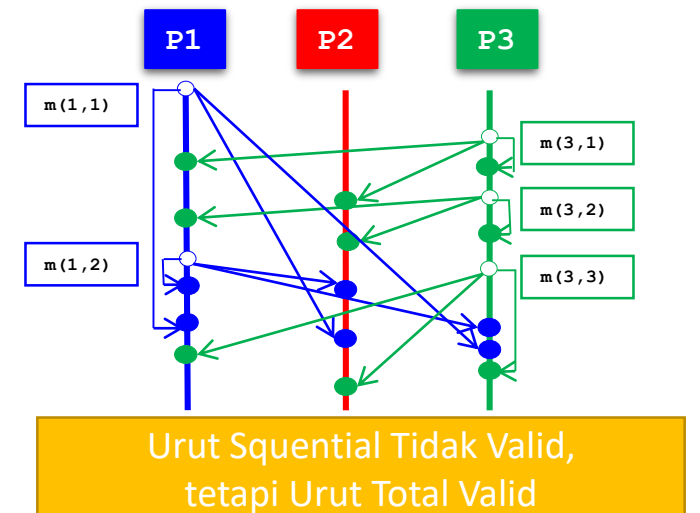 P1 P2 P3
m(1,1)
m(3,1)
m(3,2)
m(1,2)
m(3,3)
Urut Squential Tidak Valid,
tetapi Urut Total Valid